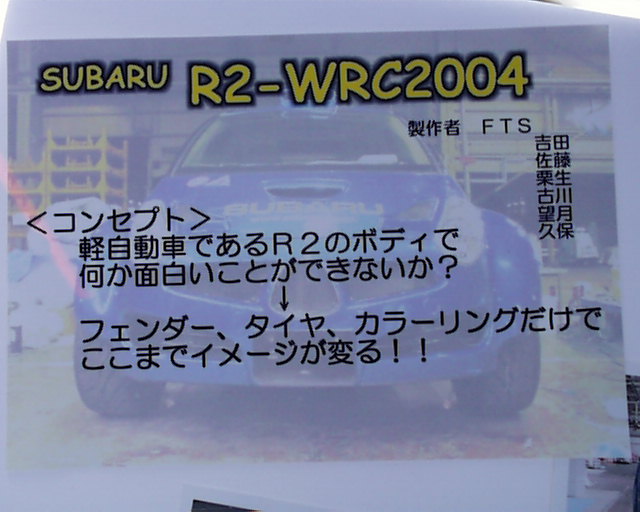 SUBARU R2-WRC2004
製作者 FTS
吉田
佐藤
栗生
古川
望月
久保
<コンセプト>
軽自動車であるR2のボディで
何か面白いことができないか?
↓
フェンダー、タイヤ、カラーリングだけで
ここまでイメージが変る!!
SUBARU